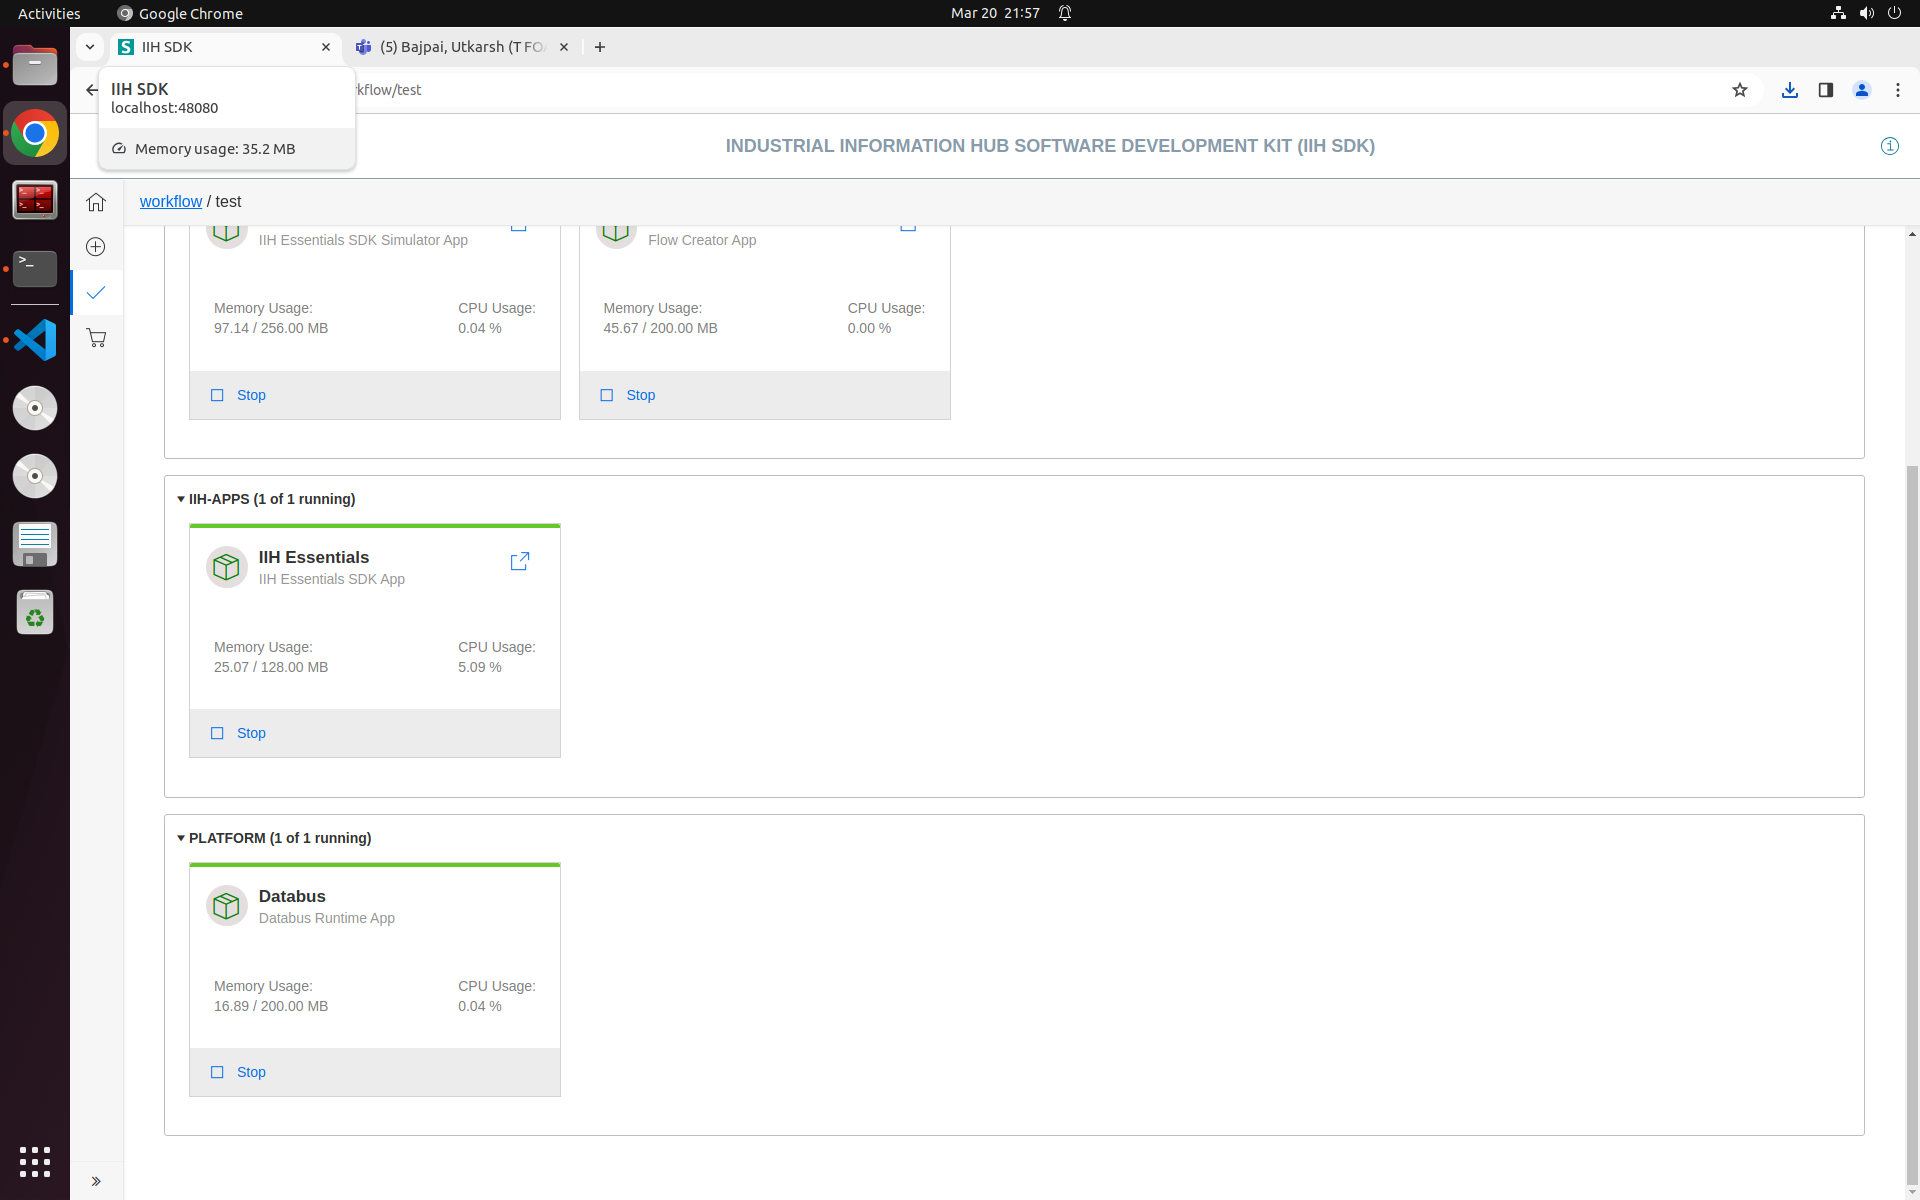 Activities
Google Chrome
Mar 20 21:57
IIH SDK
(5) Bajpai, Utkarsh (T FO
IIH SDK
localhost:48080
Memory usage: 35.2 MB
rkflow/test
INDUSTRIAL INFORMATION HUB SOFTWARE DEVELOPMENT KIT (IIH SDK)
workflow / test
IIH Essentials SDK Simulator App
Flow Creator App
Memory Usage:
CPU Usage:
Memory Usage:
CPU Usage:
97.14 / 256.00 MB
0.04 %
45.67 / 200.00 MB
0.00 %
Stop
Stop
IIH-APPS (1 of 1 running)
IIH Essentials
IIH Essentials SDK App
Memory Usage:
CPU Usage:
25.07 / 128.00 MB
5.09 %
Stop
PLATFORM (1 of 1 running)
Databus
Databus Runtime App
Memory Usage:
CPU Usage:
16.89 / 200.00 MB
0.04 %
Stop